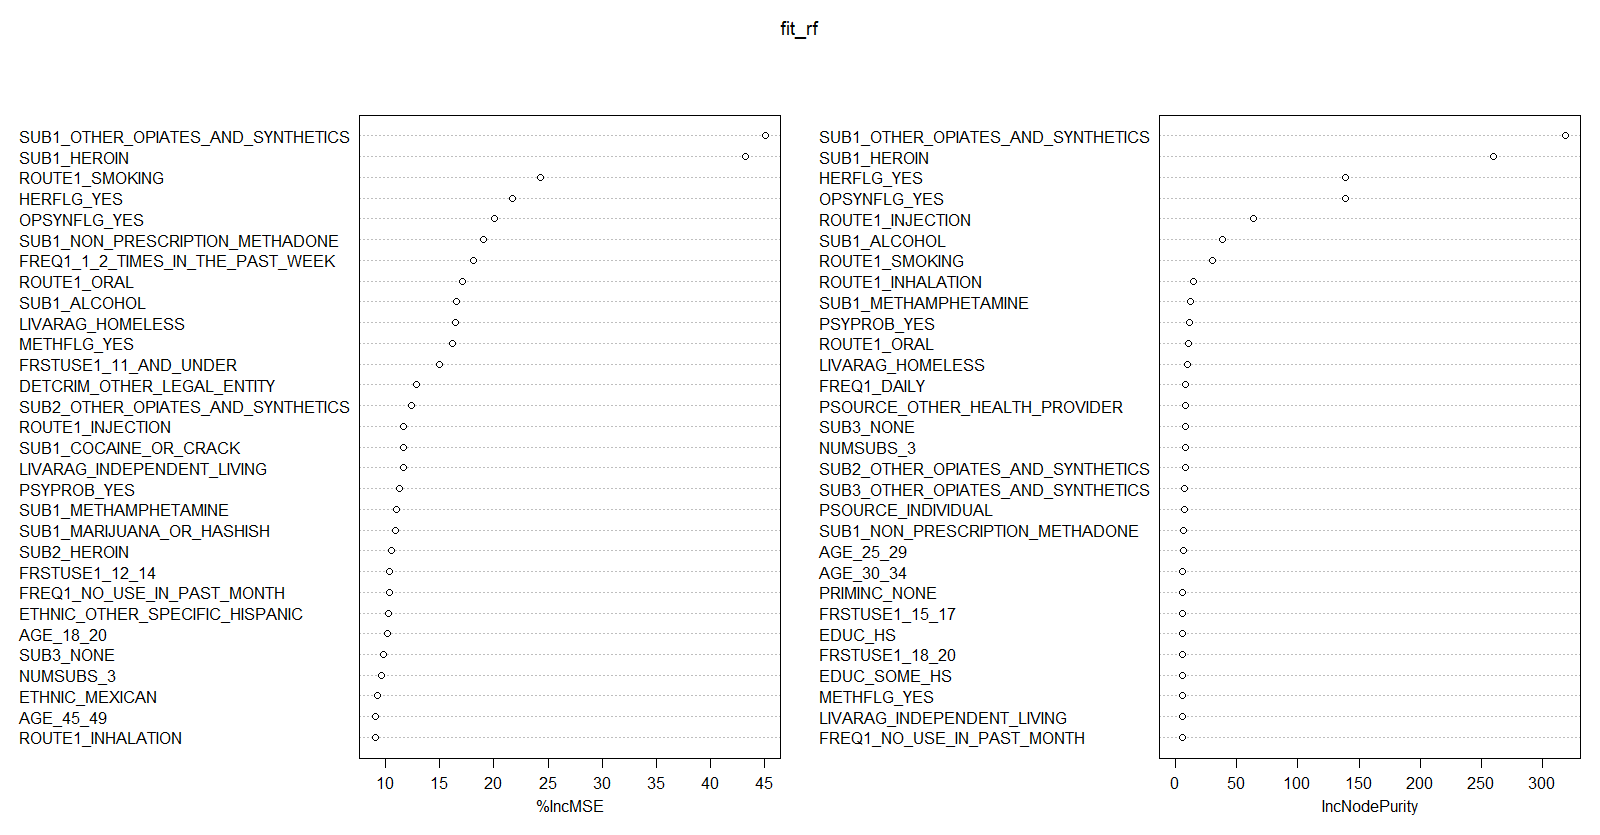 fit_rf
SUB1_OTHER_OPIATES_AND_SYNTHETICS
SUB1_HEROIN
ROUTE1_SMOKING
HERFLG_YES
OPSYNFLG_YES
SUB1_NON_PRESCRIPTION_METHADONE
FREQ1_1_2_TIMES_IN_THE_PAST_WEEK
ROUTE1_ORAL
SUB1_ALCOHOL
LIVARAG_HOMELESS
METHFLG_YES
FRSTUSE1_11_AND_UNDER
DETCRIM_OTHER_LEGAL_ENTITY
SUB2_OTHER_OPIATES_AND_SYNTHETICS
ROUTE1_INJECTION
SUB1_COCAINE_OR_CRACK
LIVARAG_INDEPENDENT_LIVING
PSYPROB_YES
SUB1_METHAMPHETAMINE
SUB1_MARIJUANA_OR_HASHISH
SUB2_HEROIN
FRSTUSE1_12_14
FREQ1_NO_USE_IN_PAST_MONTH
ETHNIC_OTHER_SPECIFIC_HISPANIC
AGE_18_20
SUB3_NONE
NUMSUBS_3
ETHNIC_MEXICAN
AGE_45_49
ROUTE1_INHALATION
10 15 20 25 30 35 40 45
%IncMSE
SUB1_OTHER_OPIATES_AND_SYNTHETICS
SUB1_HEROIN
HERFLG_YES
OPSYNFLG_YES
ROUTE1_INJECTION
SUB1_ALCOHOL
ROUTE1_SMOKING
ROUTE1_INHALATION
SUB1_METHAMPHETAMINE
PSYPROB_YES
ROUTE1_ORAL
LIVARAG_HOMELESS
FREQ1_DAILY
PSOURCE_OTHER_HEALTH_PROVIDER
SUB3_NONE
NUMSUBS_3
SUB2_OTHER_OPIATES_AND_SYNTHETICS
SUB3_OTHER_OPIATES_AND_SYNTHETICS
PSOURCE_INDIVIDUAL
SUB1_NON_PRESCRIPTION_METHADONE
AGE_25_29
AGE_30_34
PRIMINC_NONE
FRSTUSE1_15_17
EDUC_HS
FRSTUSE1_18_20
EDUC_SOME_HS
METHFLG_YES
LIVARAG_INDEPENDENT_LIVING
FREQ1_NO_USE_IN_PAST_MONTH
0 50 100 150 200 250 300
IncNodePurity